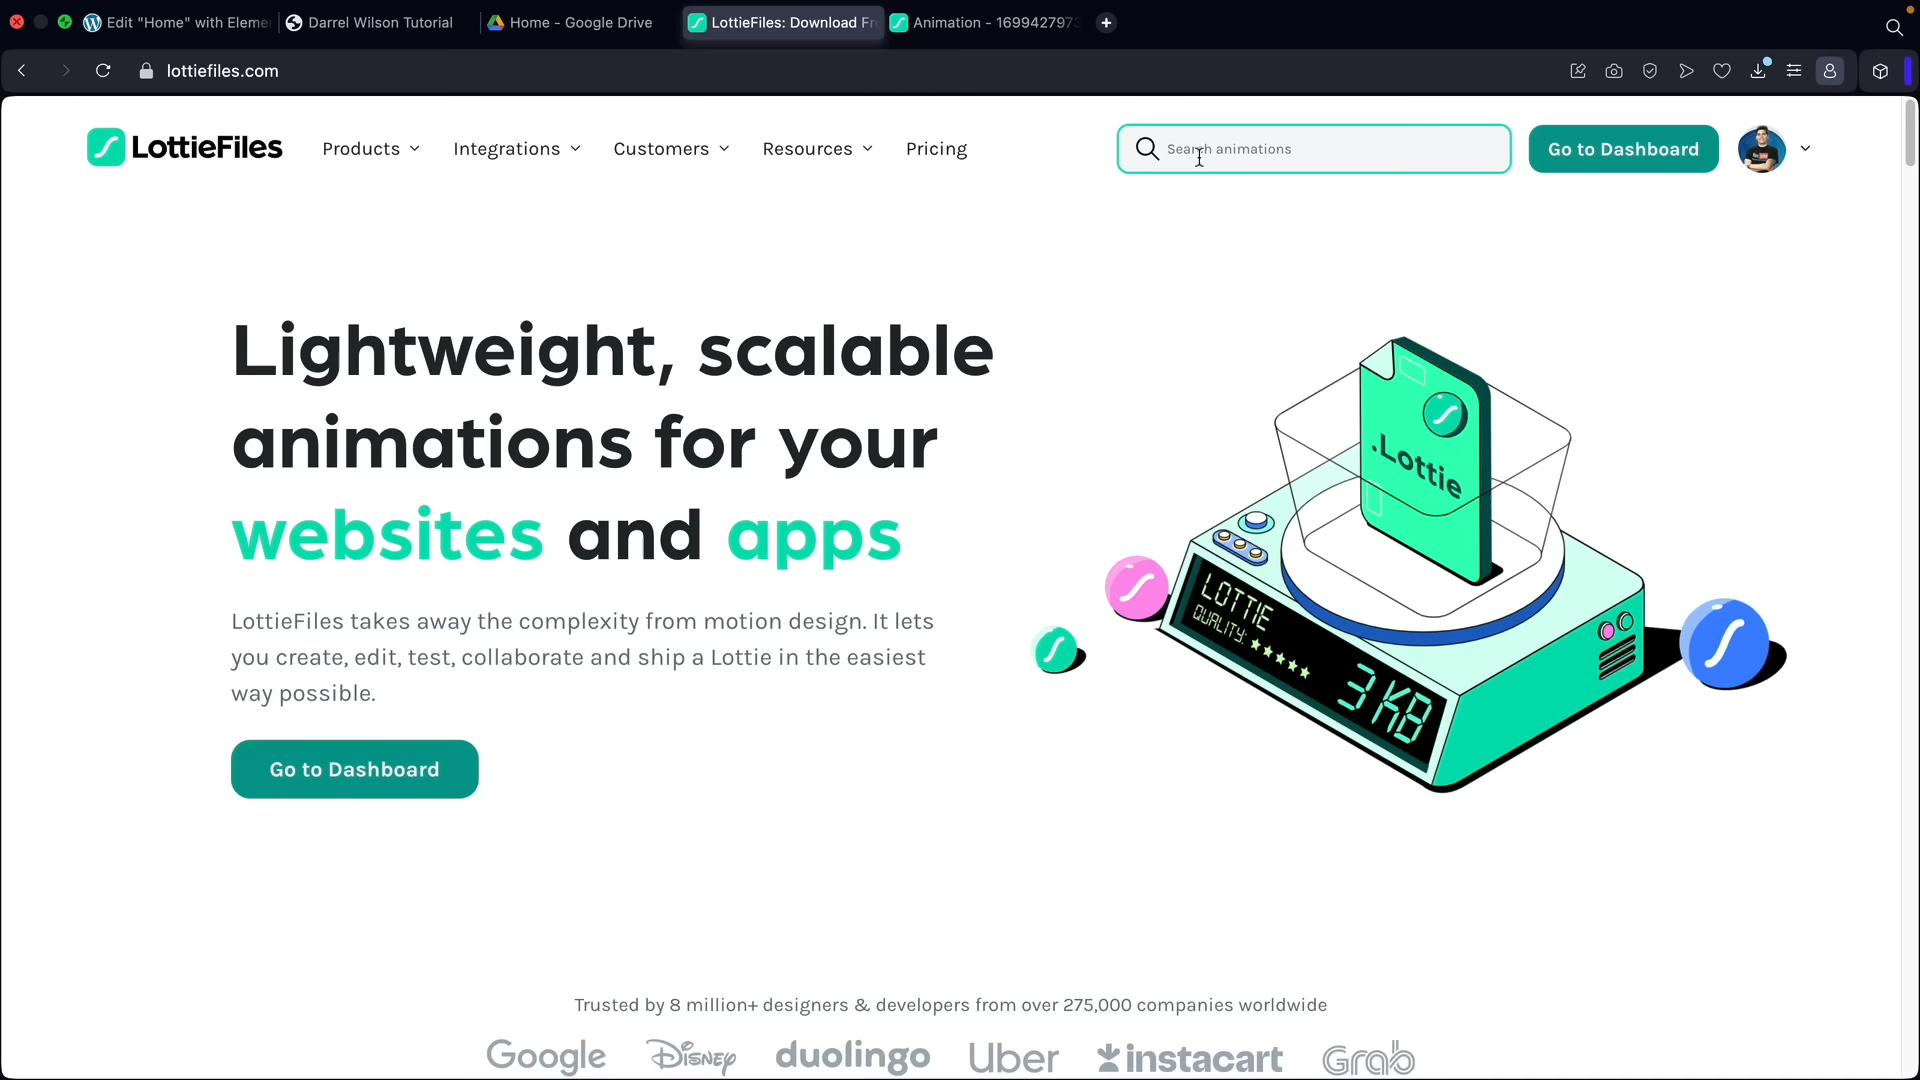 Edit "Home" with Eleme
Darrel Wilson Tutorial
Home - Google Drive
LottieFiles: Download Fr
Animation - 1699427973
lottiefiles.com
LottieFiles
Products
Integrations
Customers
Resources
Pricing
Search animations
Go to Dashboard
Lightweight, scalable
animations for your
websites and apps
LottieFiles takes away the complexity from motion design. It lets
you create, edit, test, collaborate and ship a Lottie in the easiest
way possible.
Go to Dashboard
.Lottie
LOTTIE
QUALITY: ★★★★★
3KB
Trusted by 8 million+ designers & developers from over 275,000 companies worldwide
Google
Disney
duolingo
Uber
instacart
Grab